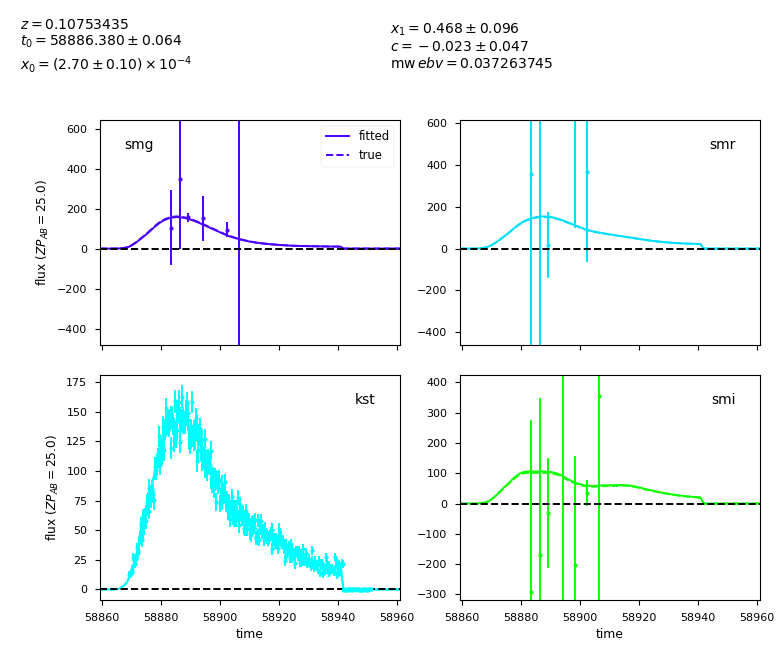 z = 0.10753435
t₀ = 58886.380 ± 0.064
x₀ = (2.70 ± 0.10) × 10⁻⁴
x₁ = 0.468 ± 0.096
c = −0.023 ± 0.047
mwebv = 0.037263745
smg
fitted
true
600
400
200
0
−200
−400
flux (ZP_AB = 25.0)
smr
600
400
200
0
−200
−400
kst
175
150
125
100
75
50
25
0
flux (ZP_AB = 25.0)
58860 58880 58900 58920 58940 58960
time
smi
400
300
200
100
0
−100
−200
−300
58860 58880 58900 58920 58940 58960
time